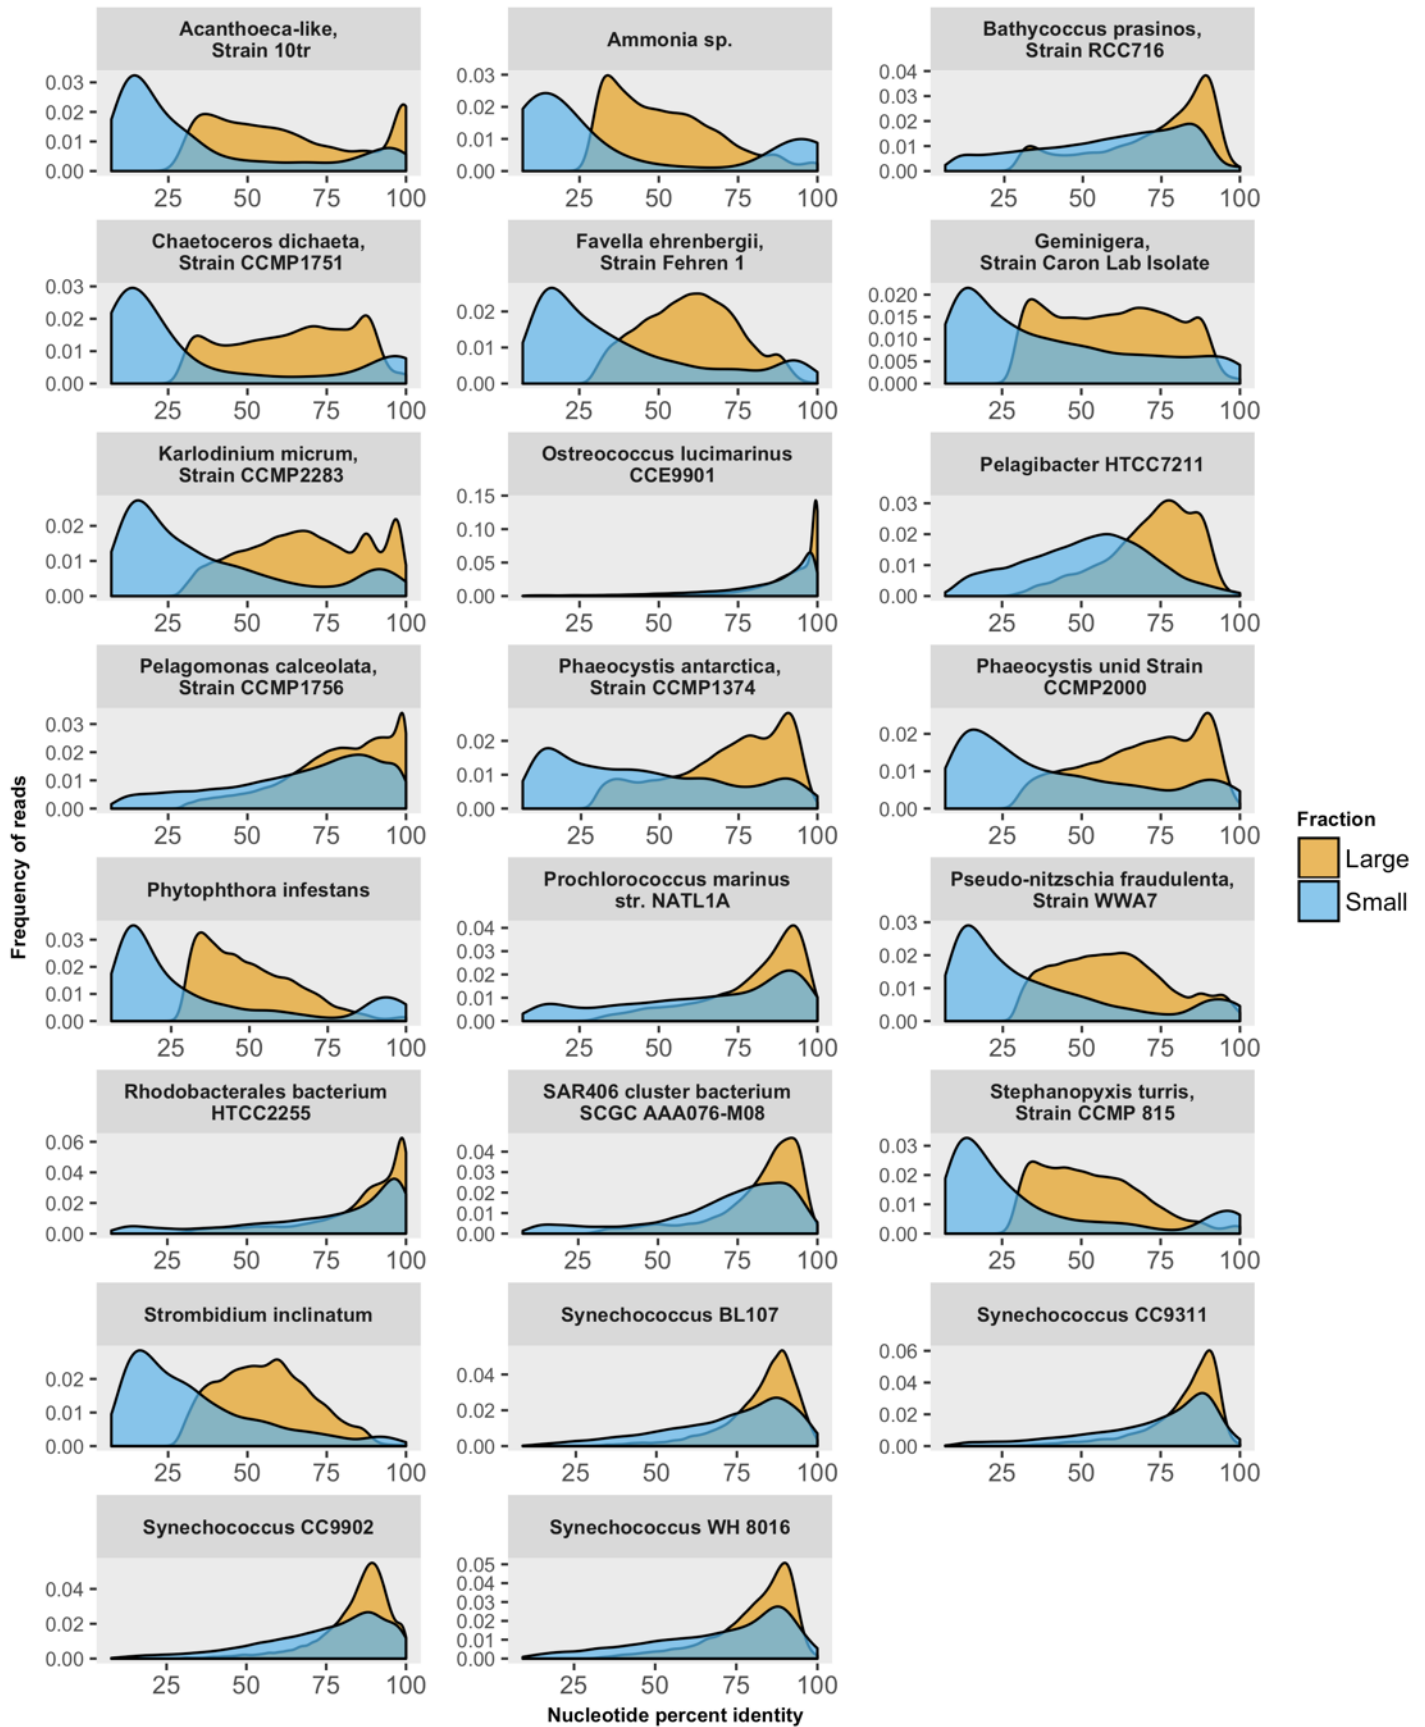 Acanthoeca-like,
Strain 10tr
Ammonia sp.
Bathycoccus prasinos,
Strain RCC716
0.03
0.02
0.01
0.00
25 50 75 100
0.03
0.02
0.01
0.00
25 50 75 100
0.04
0.03
0.02
0.01
0.00
25 50 75 100
Chaetoceros dichaeta,
Strain CCMP1751
Favella ehrenbergii,
Strain Fehren 1
Geminigera,
Strain Caron Lab Isolate
0.03
0.02
0.01
0.00
25 50 75 100
0.02
0.01
0.00
25 50 75 100
0.020
0.015
0.010
0.005
0.000
25 50 75 100
Karlodinium micrum,
Strain CCMP2283
Ostreococcus lucimarinus
CCE9901
Pelagibacter HTCC7211
0.02
0.01
0.00
25 50 75 100
0.15
0.10
0.05
0.00
25 50 75 100
0.03
0.02
0.01
0.00
25 50 75 100
Pelagomonas calceolata,
Strain CCMP1756
Phaeocystis antarctica,
Strain CCMP1374
Phaeocystis unid Strain
CCMP2000
0.03
0.02
0.01
0.00
25 50 75 100
0.02
0.01
0.00
25 50 75 100
0.02
0.01
0.00
25 50 75 100
Phytophthora infestans
Prochlorococcus marinus
str. NATL1A
Pseudo-nitzschia fraudulenta,
Strain WWA7
0.03
0.02
0.01
0.00
25 50 75 100
0.04
0.03
0.02
0.01
0.00
25 50 75 100
0.03
0.02
0.01
0.00
25 50 75 100
Rhodobacterales bacterium
HTCC2255
SAR406 cluster bacterium
SCGC AAA076-M08
Stephanopyxis turris,
Strain CCMP 815
0.06
0.04
0.02
0.00
25 50 75 100
0.04
0.03
0.02
0.01
0.00
25 50 75 100
0.03
0.02
0.01
0.00
25 50 75 100
Strombidium inclinatum
Synechococcus BL107
Synechococcus CC9311
0.02
0.01
0.00
25 50 75 100
0.04
0.02
0.00
25 50 75 100
0.06
0.04
0.02
0.00
25 50 75 100
Synechococcus CC9902
Synechococcus WH 8016
0.04
0.02
0.00
25 50 75 100
0.05
0.04
0.03
0.02
0.01
0.00
25 50 75 100
Nucleotide percent identity
Frequency of reads
Fraction
Large
Small